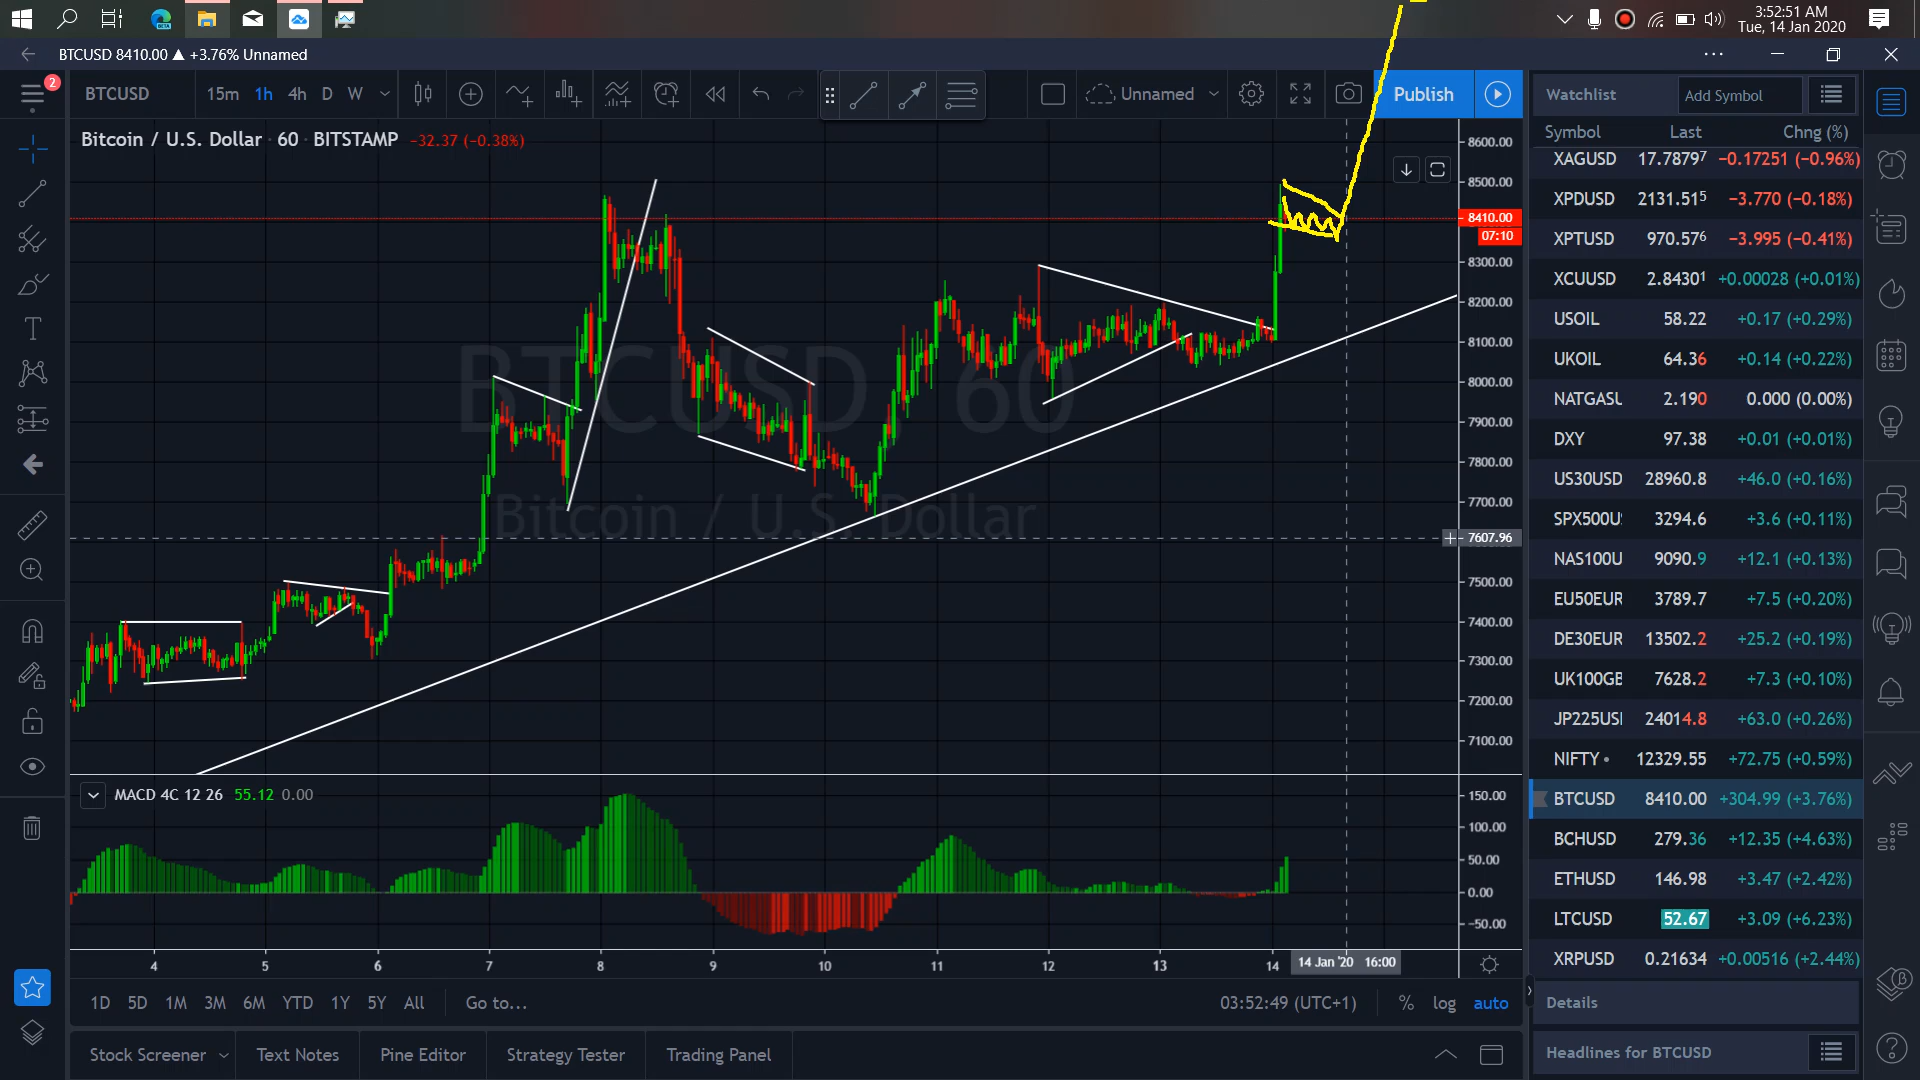 3:52:51 AM
Tue, 14 Jan 2020
BTCUSD 8410.00 ▲ +3.76% Unnamed
2
BTCUSD 15m 1h 4h D W Unnamed Publish
Bitcoin / U.S. Dollar · 60 · BITSTAMP −32.37 (−0.38%)
BTCUSD, 60
Bitcoin / U.S. Dollar
8600.00
8500.00
8410.00
07:10
8300.00
8200.00
8100.00
8000.00
7900.00
7800.00
7700.00
7607.96
7500.00
7400.00
7300.00
7200.00
7100.00
MACD 4C 12 26 55.12 0.00
150.00
100.00
50.00
0.00
−50.00
4 5 6 7 8 9 10 11 12 13 14 14 Jan '20 16:00
1D 5D 1M 3M 6M YTD 1Y 5Y All Go to... 03:52:49 (UTC+1) % log auto
Stock Screener Text Notes Pine Editor Strategy Tester Trading Panel
Watchlist Add Symbol
Symbol Last Chng (%)
XAGUSD 17.7879⁷ −0.17251 (−0.96%)
XPDUSD 2131.51⁵ −3.770 (−0.18%)
XPTUSD 970.57⁶ −3.995 (−0.41%)
XCUUSD 2.8430¹ +0.00028 (+0.01%)
USOIL 58.22 +0.17 (+0.29%)
UKOIL 64.36 +0.14 (+0.22%)
NATGASU 2.190 0.000 (0.00%)
DXY 97.38 +0.01 (+0.01%)
US30USD 28960.8 +46.0 (+0.16%)
SPX500U 3294.6 +3.6 (+0.11%)
NAS100U 9090.9 +12.1 (+0.13%)
EU50EUR 3789.7 +7.5 (+0.20%)
DE30EUR 13502.2 +25.2 (+0.19%)
UK100GB 7628.2 +7.3 (+0.10%)
JP225US 24014.8 +63.0 (+0.26%)
NIFTY 12329.55 +72.75 (+0.59%)
BTCUSD 8410.00 +304.99 (+3.76%)
BCHUSD 279.36 +12.35 (+4.63%)
ETHUSD 146.98 +3.47 (+2.42%)
LTCUSD 52.67 +3.09 (+6.23%)
XRPUSD 0.21634 +0.00516 (+2.44%)
Details
Headlines for BTCUSD